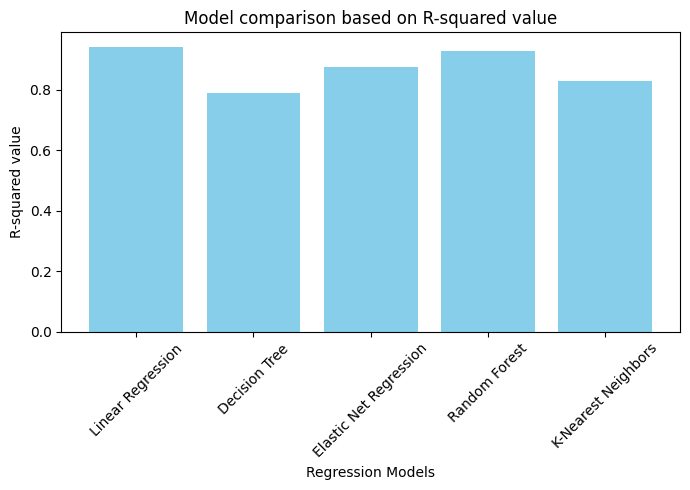 Model comparison based on R-squared value
R-squared value
0.8
0.6
0.4
0.2
0.0
Linear Regression
Decision Tree
Elastic Net Regression
Random Forest
K-Nearest Neighbors
Regression Models